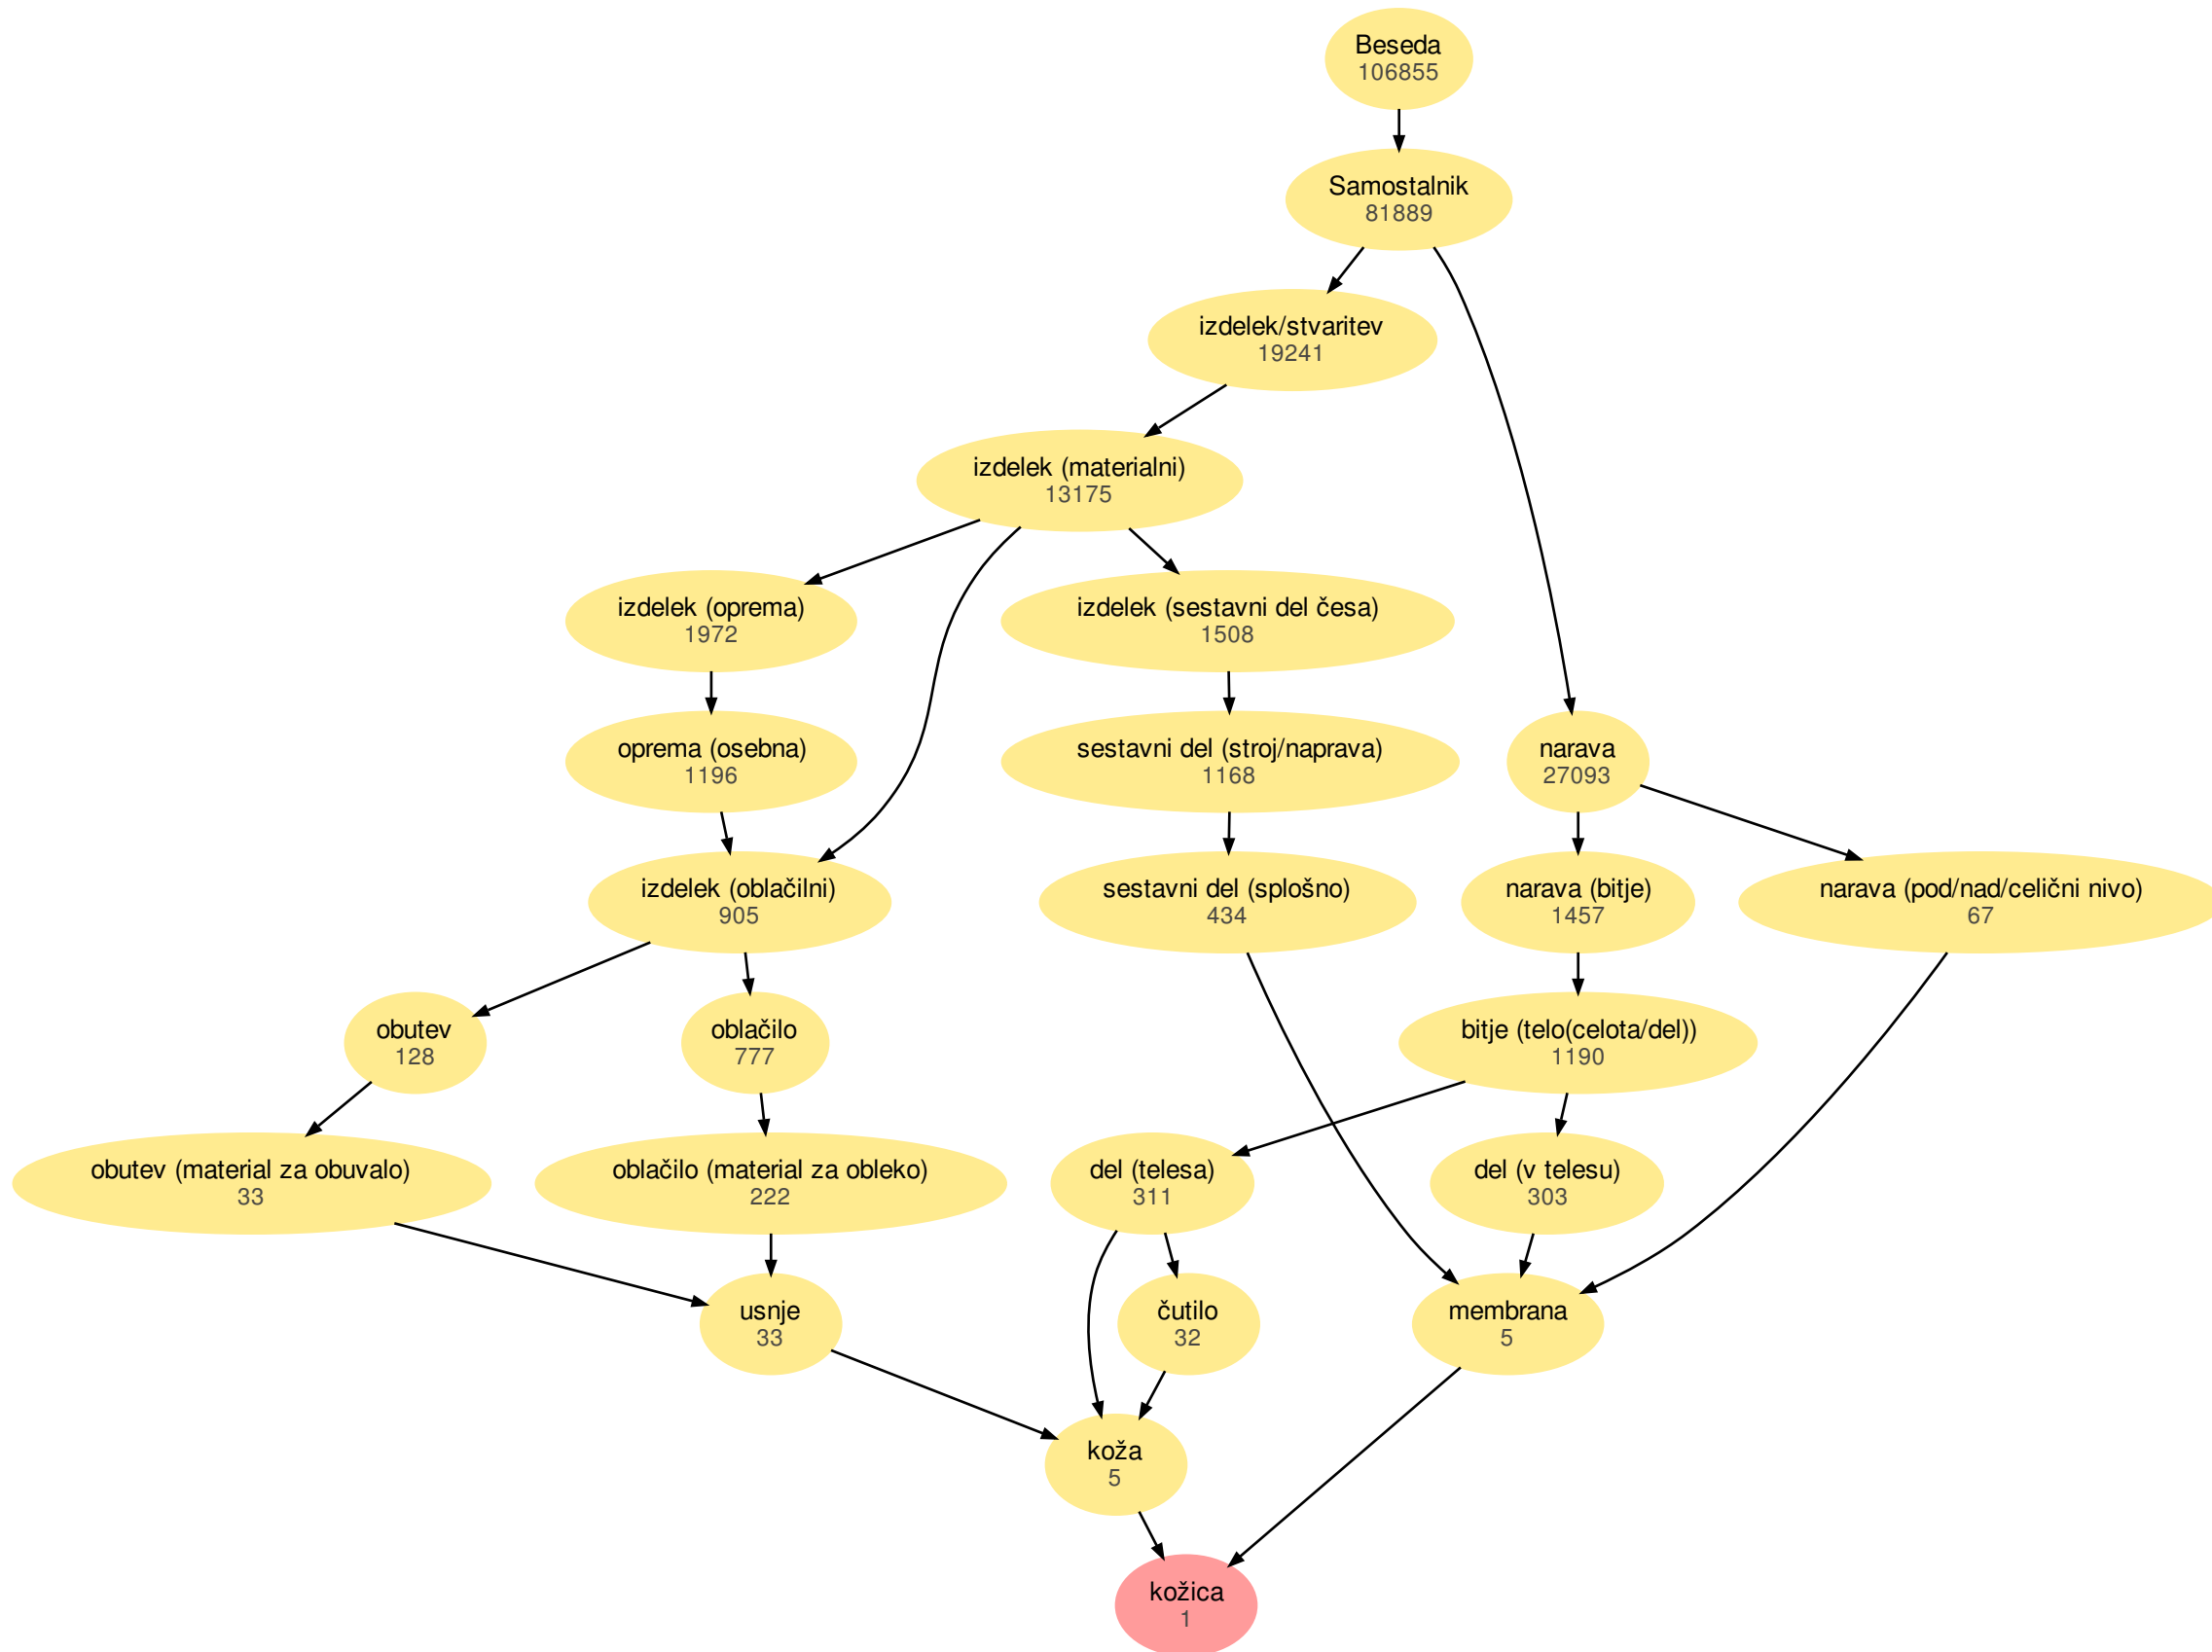 Beseda
106855
Samostalnik
81889
izdelek/stvaritev
19241
izdelek (materialni)
13175
izdelek (oprema)
1972
izdelek (sestavni del česa)
1508
oprema (osebna)
1196
sestavni del (stroj/naprava)
1168
narava
27093
izdelek (oblačilni)
905
sestavni del (splošno)
434
narava (bitje)
1457
narava (pod/nad/celični nivo)
67
obutev
128
oblačilo
777
bitje (telo(celota/del))
1190
obutev (material za obuvalo)
33
oblačilo (material za obleko)
222
del (telesa)
311
del (v telesu)
303
usnje
33
čutilo
32
membrana
5
koža
5
kožica
1